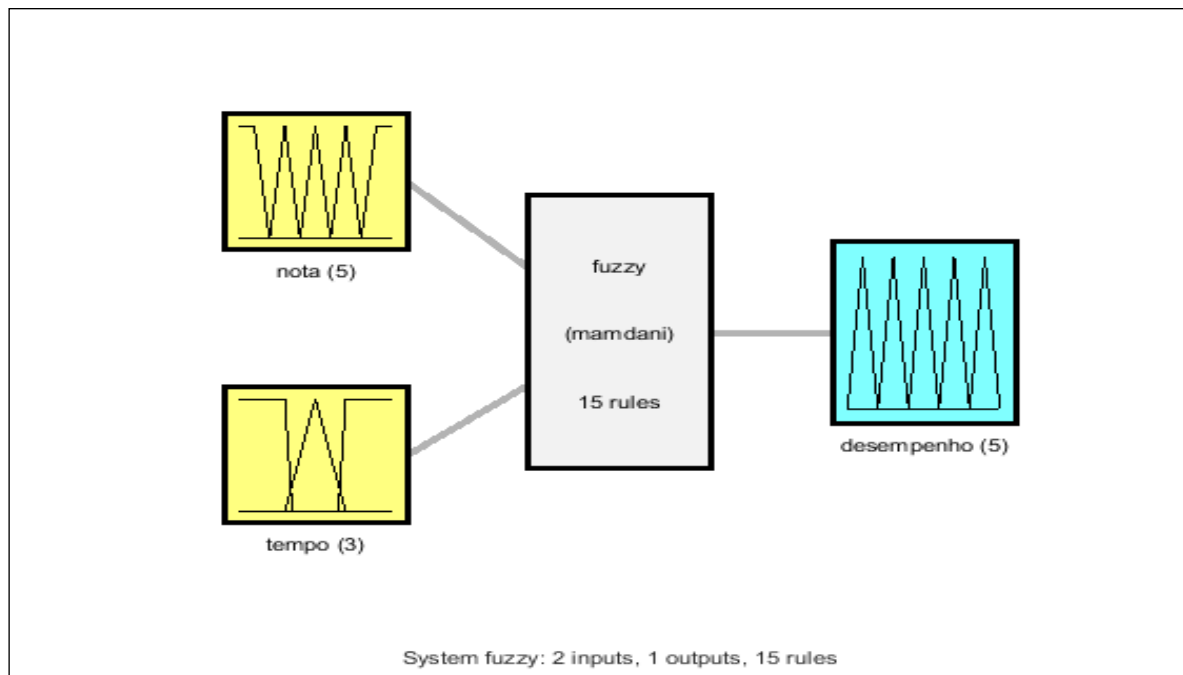 nota (5)
tempo (3)
fuzzy
(mamdani)
15 rules
desempenho (5)
System fuzzy: 2 inputs, 1 outputs, 15 rules